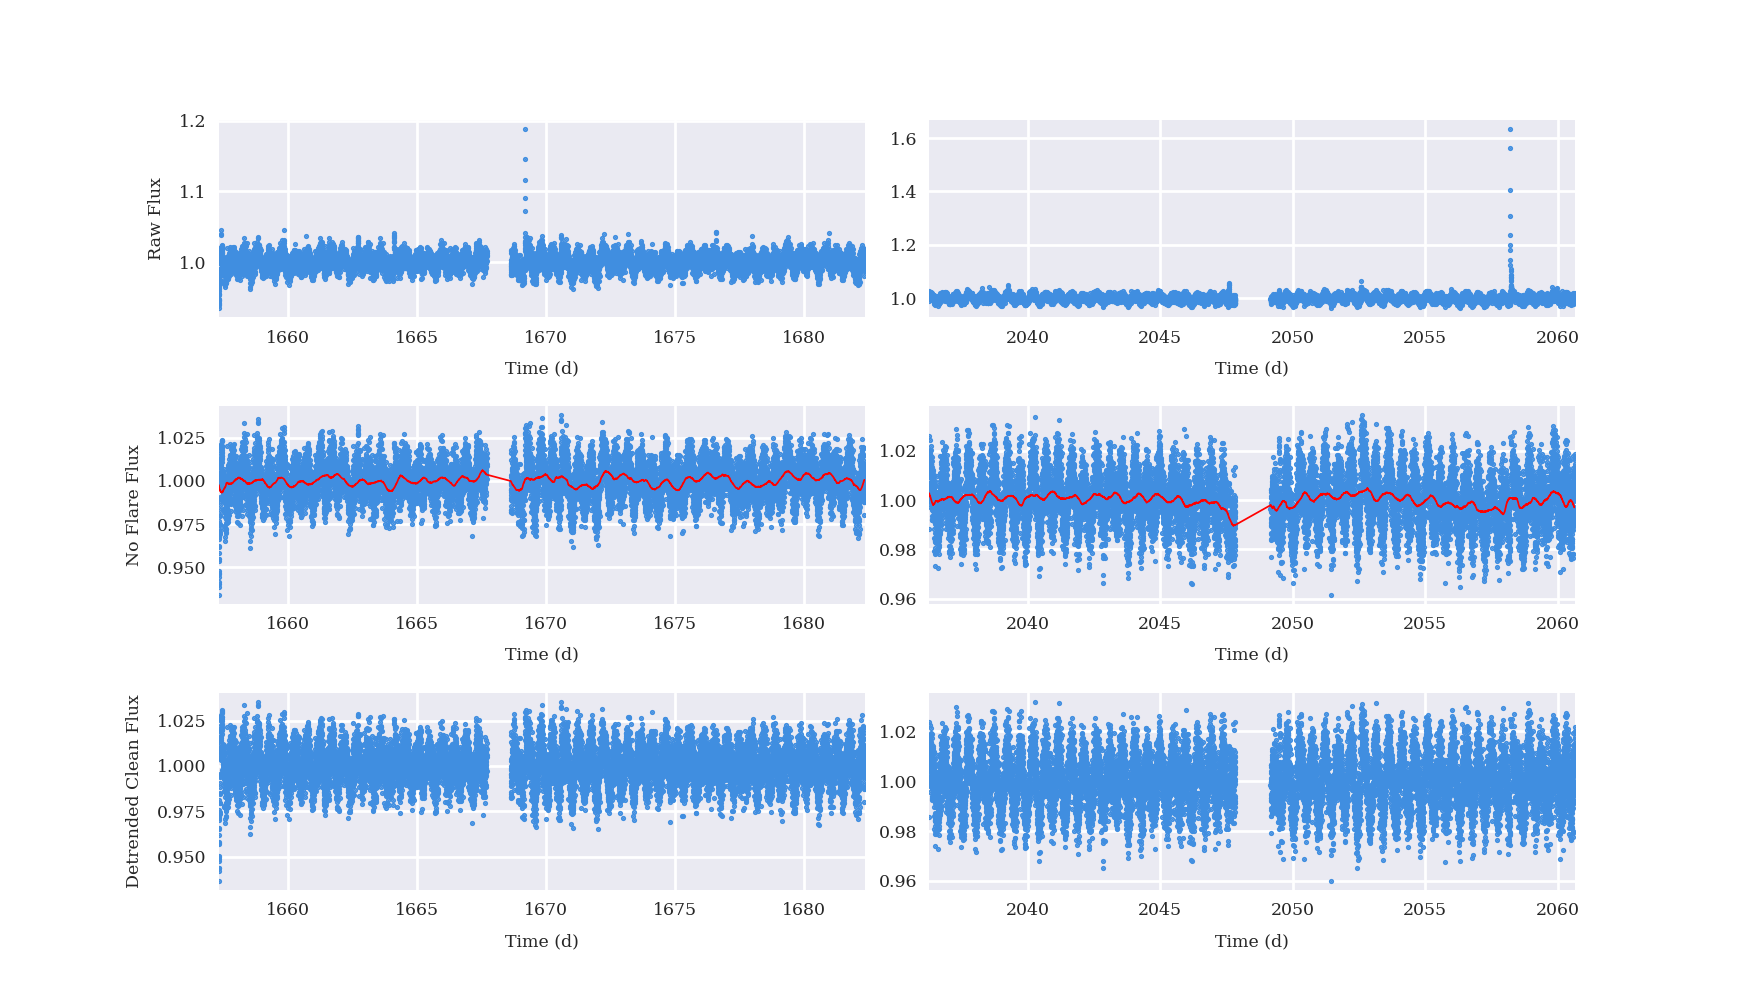 1.2
1.1
1.0
Raw Flux
1660 1665 1670 1675 1680
Time (d)
1.6
1.4
1.2
1.0
2040 2045 2050 2055 2060
Time (d)
1.025
1.000
0.975
0.950
No Flare Flux
1660 1665 1670 1675 1680
Time (d)
1.02
1.00
0.98
0.96
2040 2045 2050 2055 2060
Time (d)
1.025
1.000
0.975
0.950
Detrended Clean Flux
1660 1665 1670 1675 1680
Time (d)
1.02
1.00
0.98
0.96
2040 2045 2050 2055 2060
Time (d)